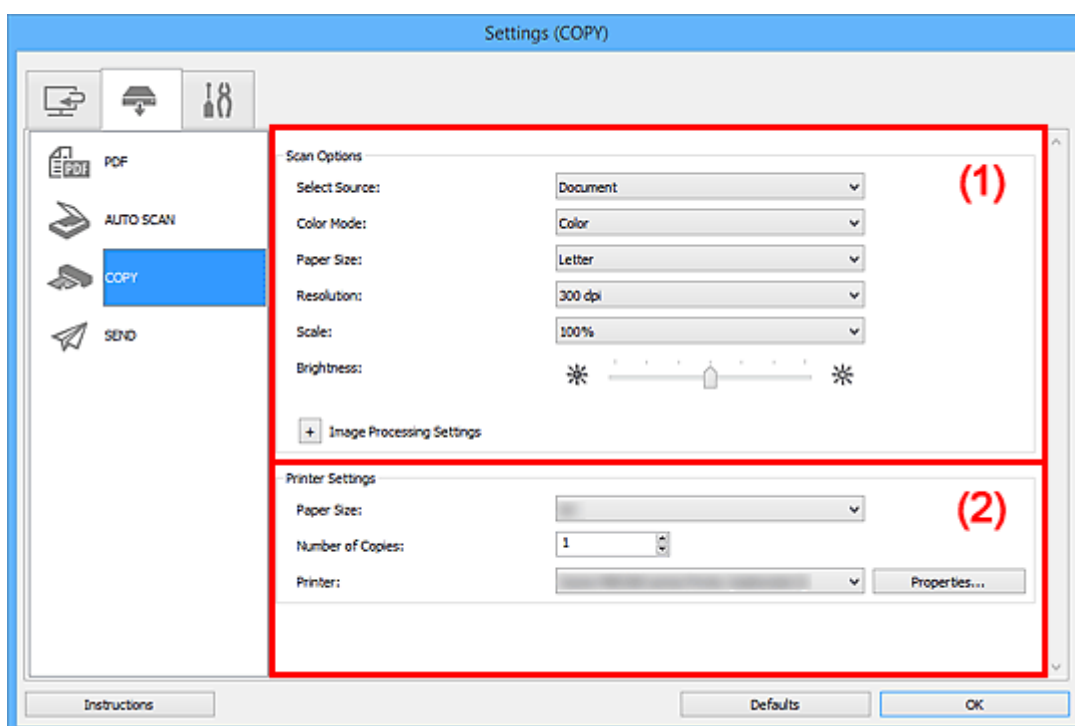 Settings (COPY)
PDF
PDF
AUTO SCAN
COPY
SEND
Scan Options
(1)
Select Source: Document
Color Mode: Color
Paper Size: Letter
Resolution: 300 dpi
Scale: 100%
Brightness:
+ Image Processing Settings
Printer Settings
(2)
Paper Size:
Number of Copies: 1
Printer: Properties...
Instructions Defaults OK